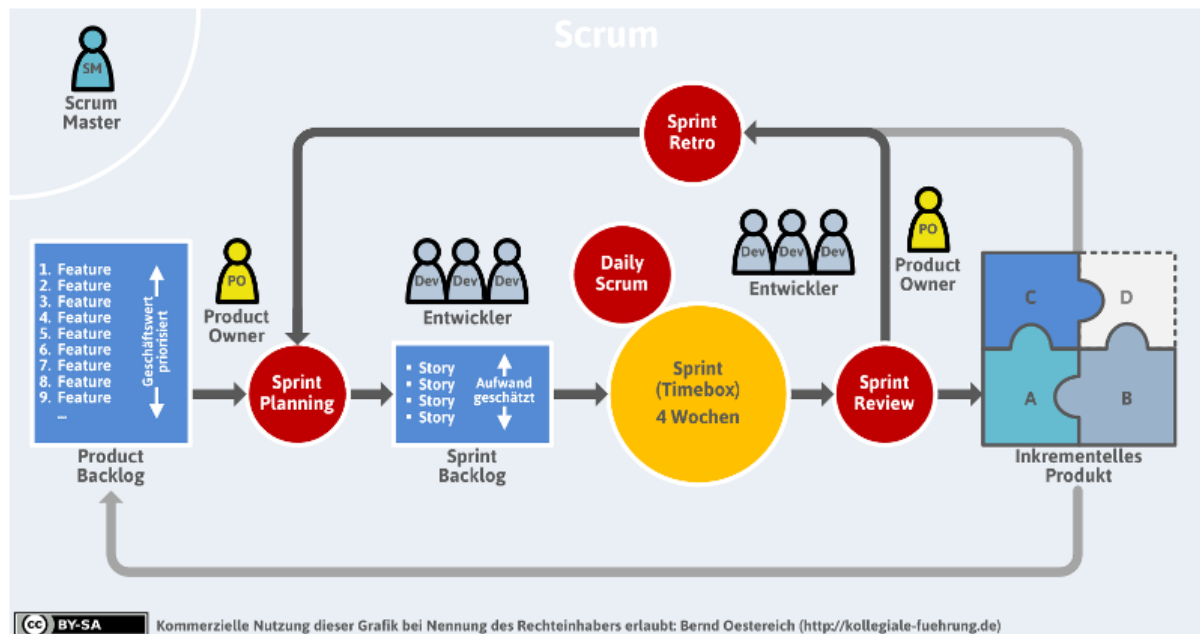 Scrum
SM
Scrum
Master
Sprint
Retro
1. Feature
2. Feature
3. Feature
4. Feature
5. Feature
6. Feature
7. Feature
8. Feature
9. Feature
...
Geschäftswert
priorisiert
Product
Backlog
PO
Product
Owner
Sprint
Planning
Dev Dev Dev
Entwickler
▪ Story
▪ Story
▪ Story
▪ Story
Aufwand
geschätzt
Sprint
Backlog
Daily
Scrum
Sprint
(Timebox)
4 Wochen
Dev Dev Dev
Entwickler
PO
Product
Owner
Sprint
Review
C
D
A
B
Inkrementelles
Produkt
cc BY-SA
Kommerzielle Nutzung dieser Grafik bei Nennung des Rechteinhabers erlaubt: Bernd Oestereich (http://kollegiale-fuehrung.de)